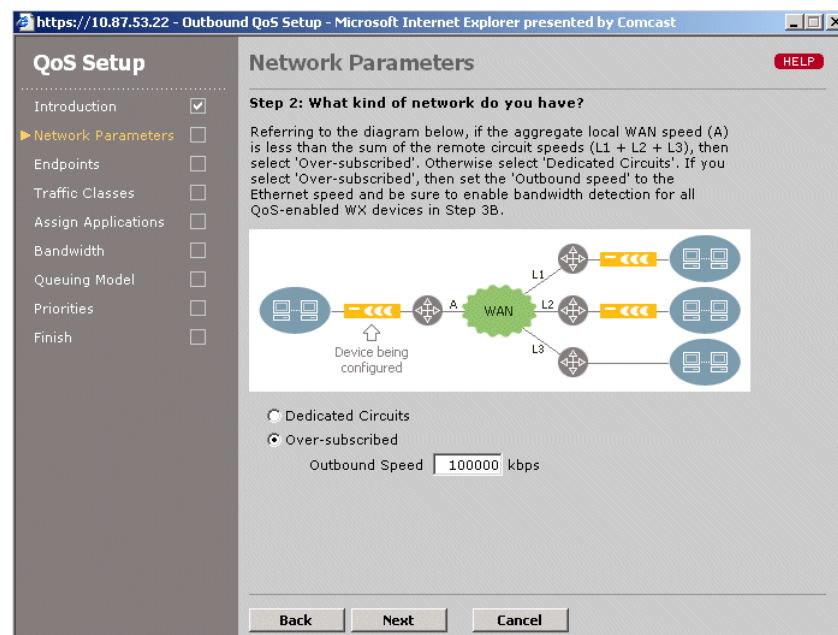 https://10.87.53.22 - Outbound QoS Setup - Microsoft Internet Explorer presented by Comcast
QoS Setup
Introduction
Network Parameters
Endpoints
Traffic Classes
Assign Applications
Bandwidth
Queuing Model
Priorities
Finish
Network Parameters
HELP
Step 2: What kind of network do you have?
Referring to the diagram below, if the aggregate local WAN speed (A)
is less than the sum of the remote circuit speeds (L1 + L2 + L3), then
select 'Over-subscribed'. Otherwise select 'Dedicated Circuits'. If you
select 'Over-subscribed', then set the 'Outbound speed' to the
Ethernet speed and be sure to enable bandwidth detection for all
QoS-enabled WX devices in Step 3B.
L1
A
WAN
L2
L3
Device being
configured
Dedicated Circuits
Over-subscribed
Outbound Speed 100000 kbps
Back Next Cancel